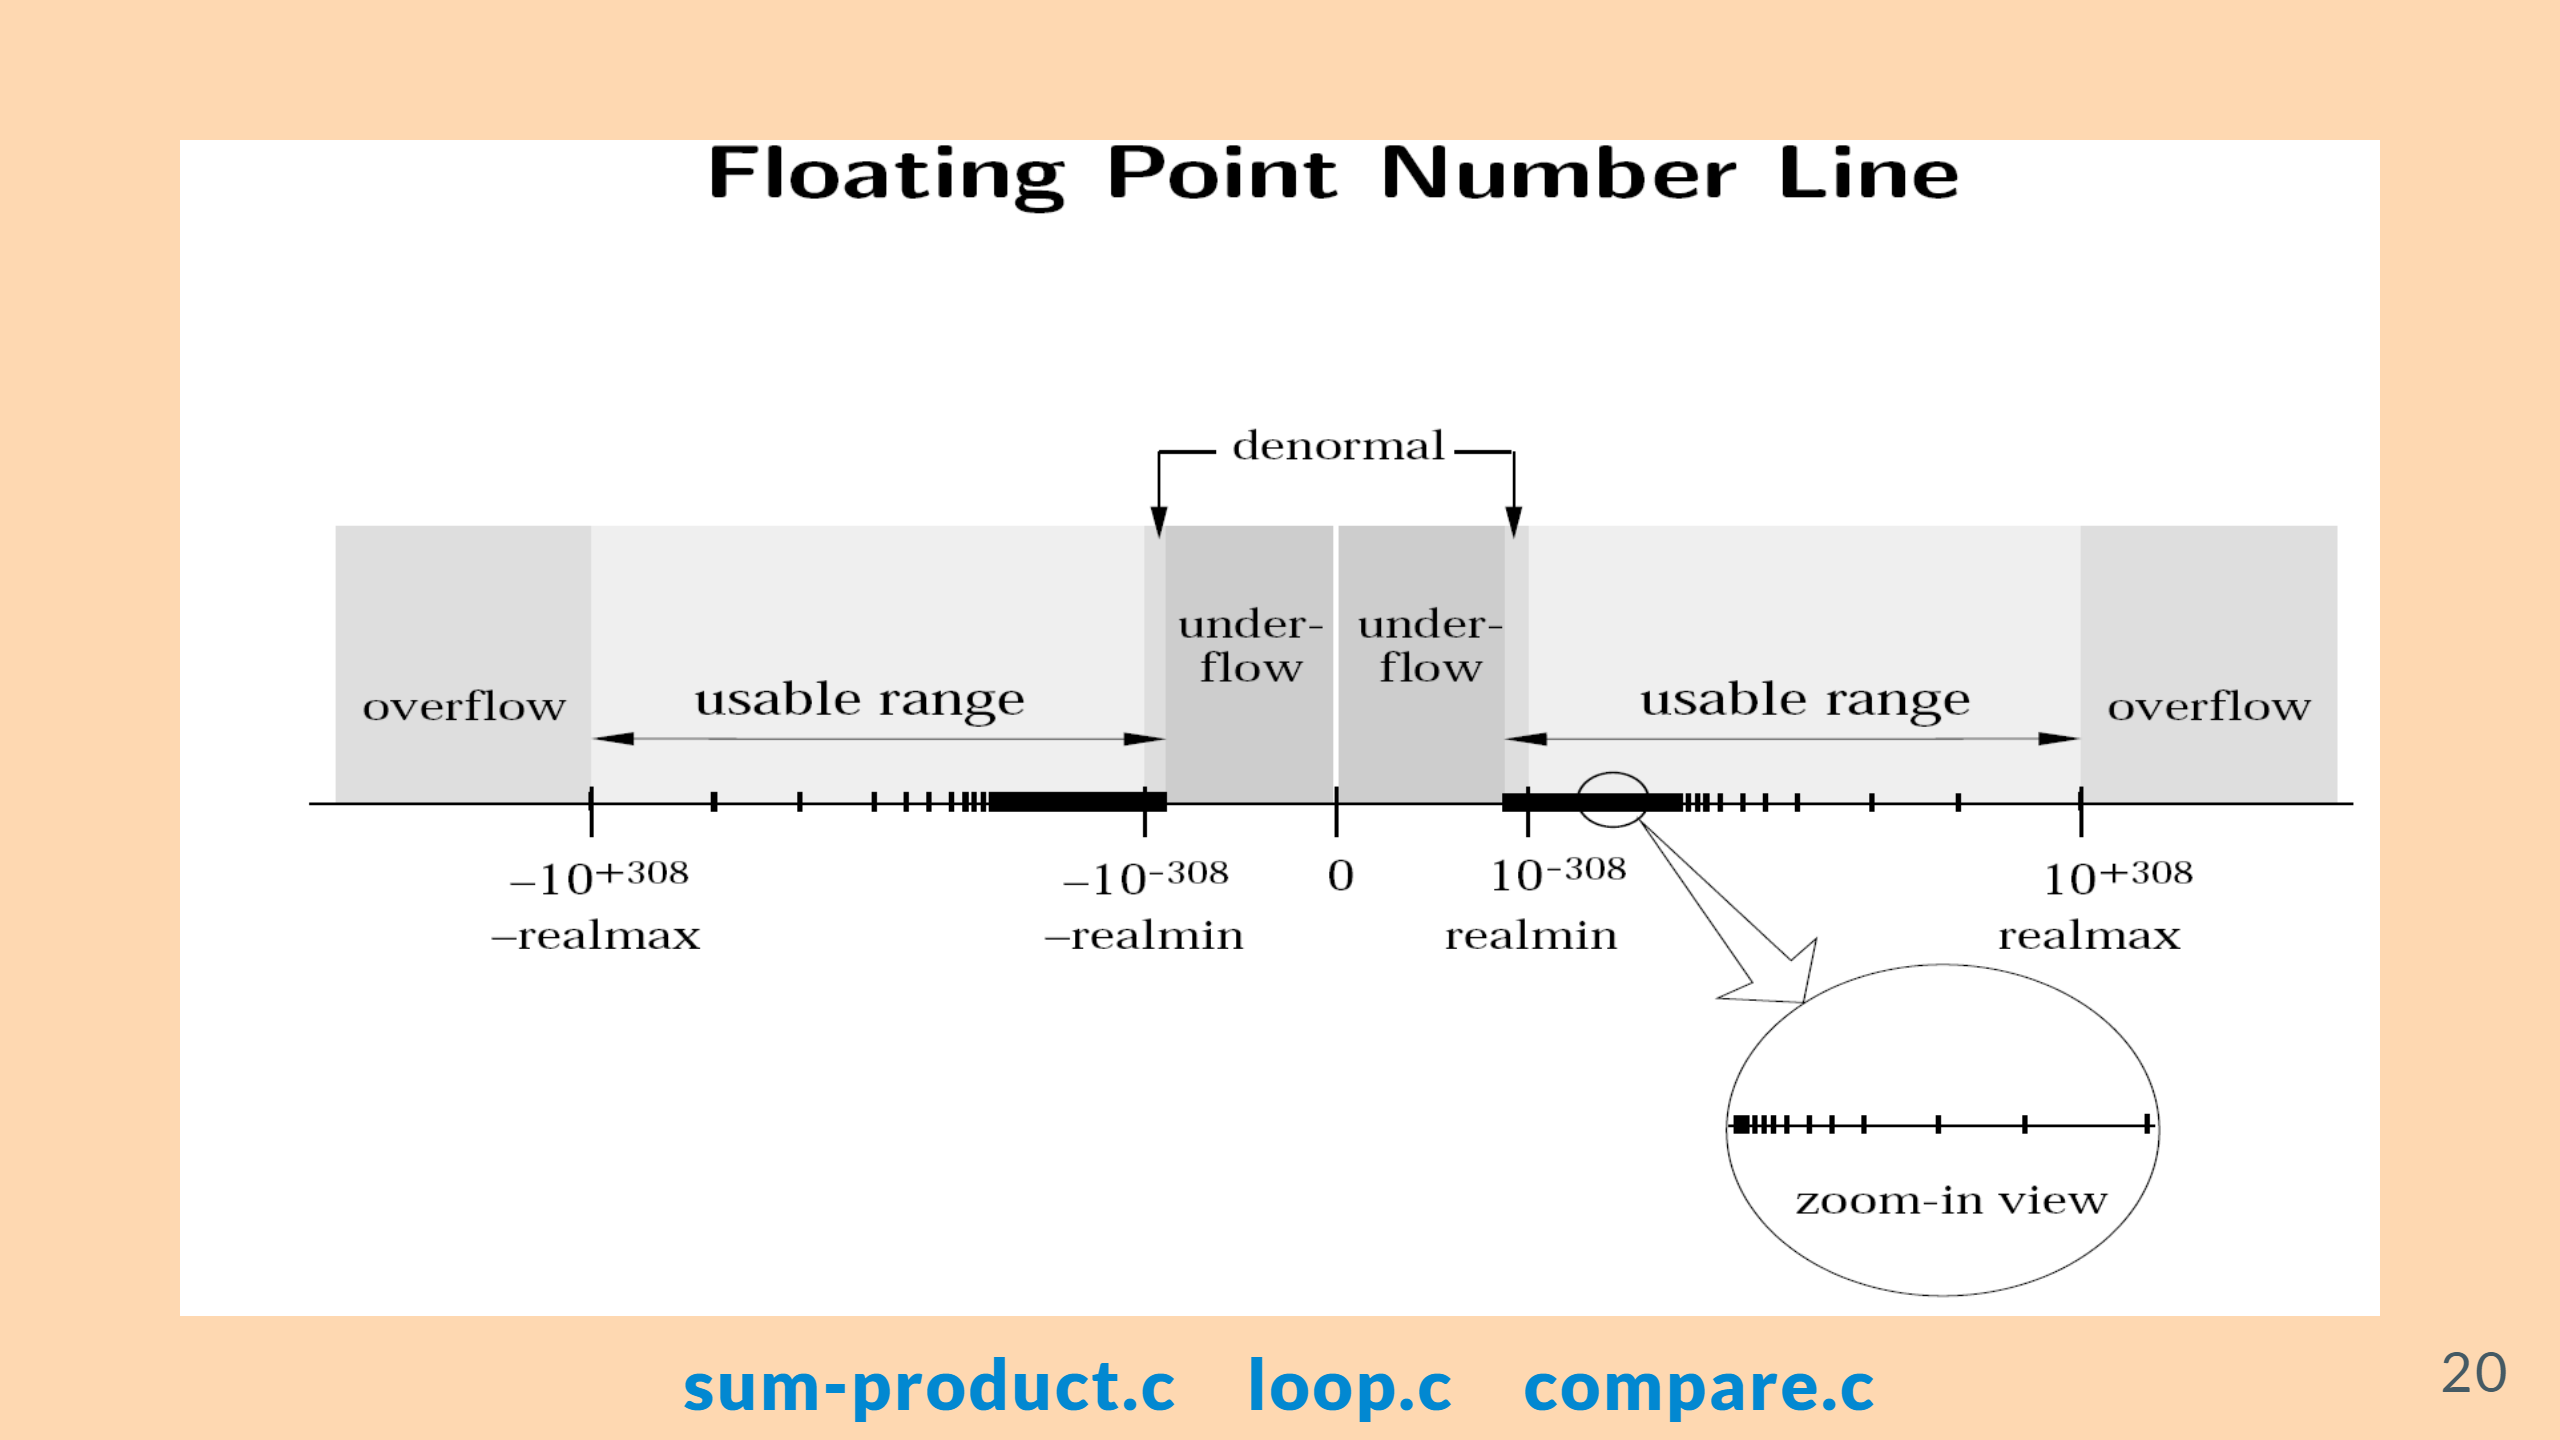 Floating Point Number Line
denormal
under-
flow
under-
flow
overflow
usable range
usable range
overflow
–10+308
–10-308
0
10-308
10+308
–realmax
–realmin
realmin
realmax
zoom-in view
sum-product.c loop.c compare.c
20